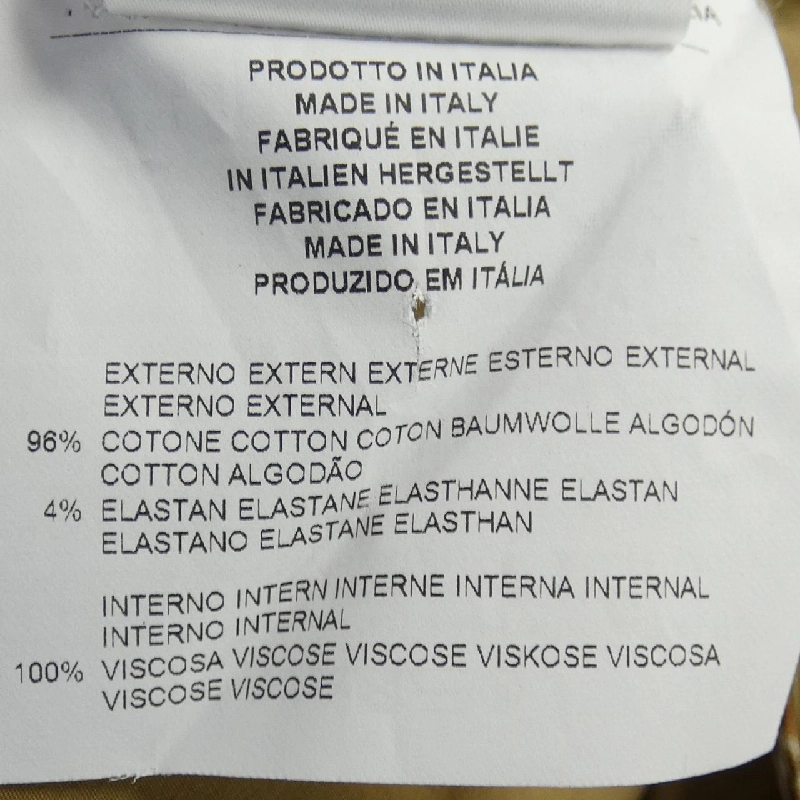 PRODOTTO IN ITALIA
MADE IN ITALY
FABRIQUÉ EN ITALIE
IN ITALIEN HERGESTELLT
FABRICADO EN ITALIA
MADE IN ITALY
PRODUZIDO EM ITÁLIA
EXTERNO EXTERN EXTERNE ESTERNO EXTERNAL
EXTERNO EXTERNAL
96% COTONE COTTON COTON BAUMWOLLE ALGODÓN
COTTON ALGODÃO
4% ELASTAN ELASTANE ELASTHANNE ELASTAN
ELASTANO ELASTANE ELASTHAN
INTERNO INTERN INTERNE INTERNA INTERNAL
INTERNO INTERNAL
100% VISCOSA VISCOSE VISCOSE VISKOSE VISCOSA
VISCOSE VISCOSE